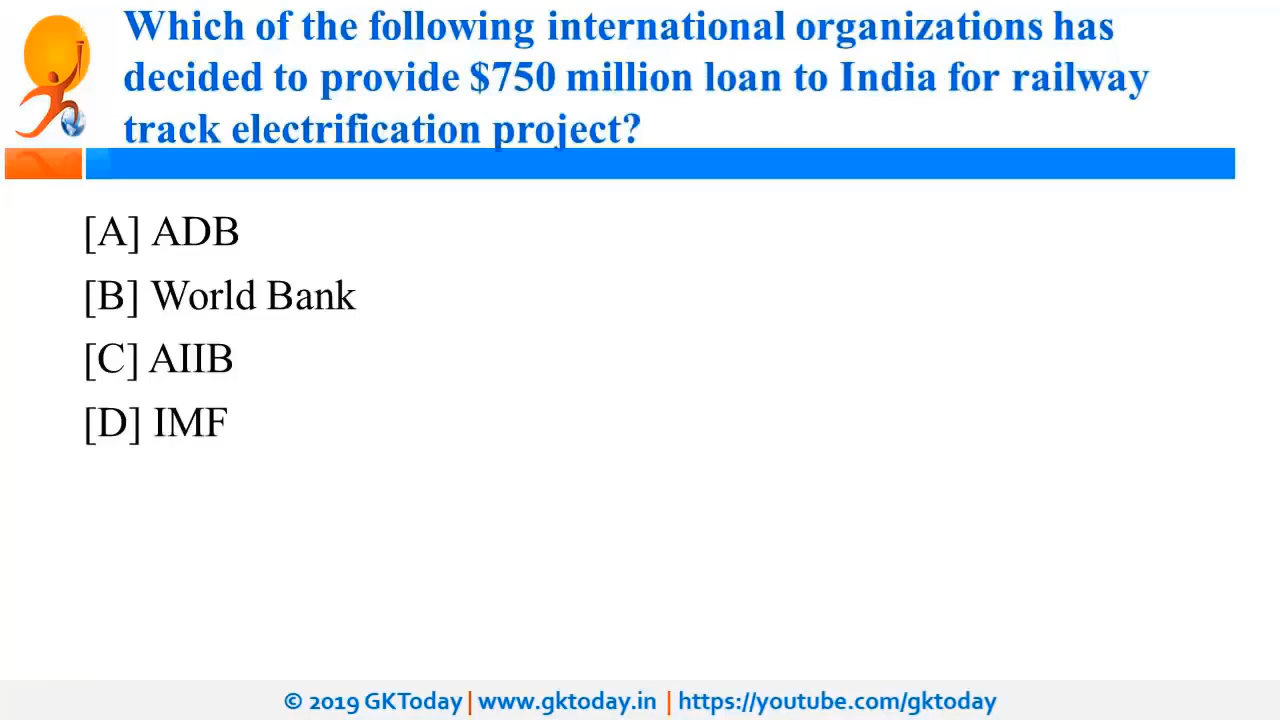 Which of the following international organizations has
decided to provide $750 million loan to India for railway
track electrification project?
[A] ADB
[B] World Bank
[C] AIIB
[D] IMF
© 2019 GKToday | www.gktoday.in | https://youtube.com/gktoday